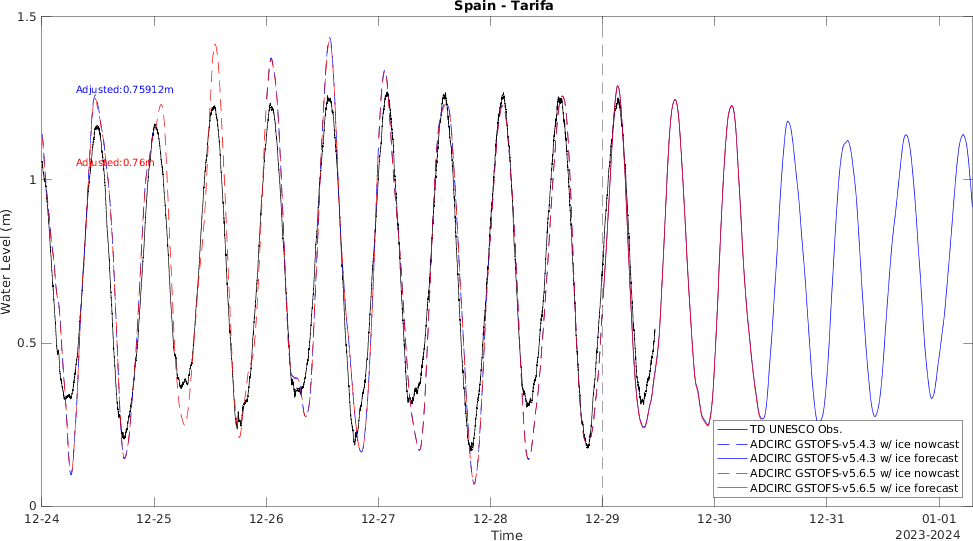 Spain - Tarifa
1.5
Adjusted:0.75912m
Adjusted:0.76m
1
Water Level (m)
0.5
TD UNESCO Obs.
ADCIRC GSTOFS-v5.4.3 w/ ice nowcast
ADCIRC GSTOFS-v5.4.3 w/ ice forecast
ADCIRC GSTOFS-v5.6.5 w/ ice nowcast
ADCIRC GSTOFS-v5.6.5 w/ ice forecast
0
12-24 12-25 12-26 12-27 12-28 12-29 12-30 12-31 01-01
Time 2023-2024